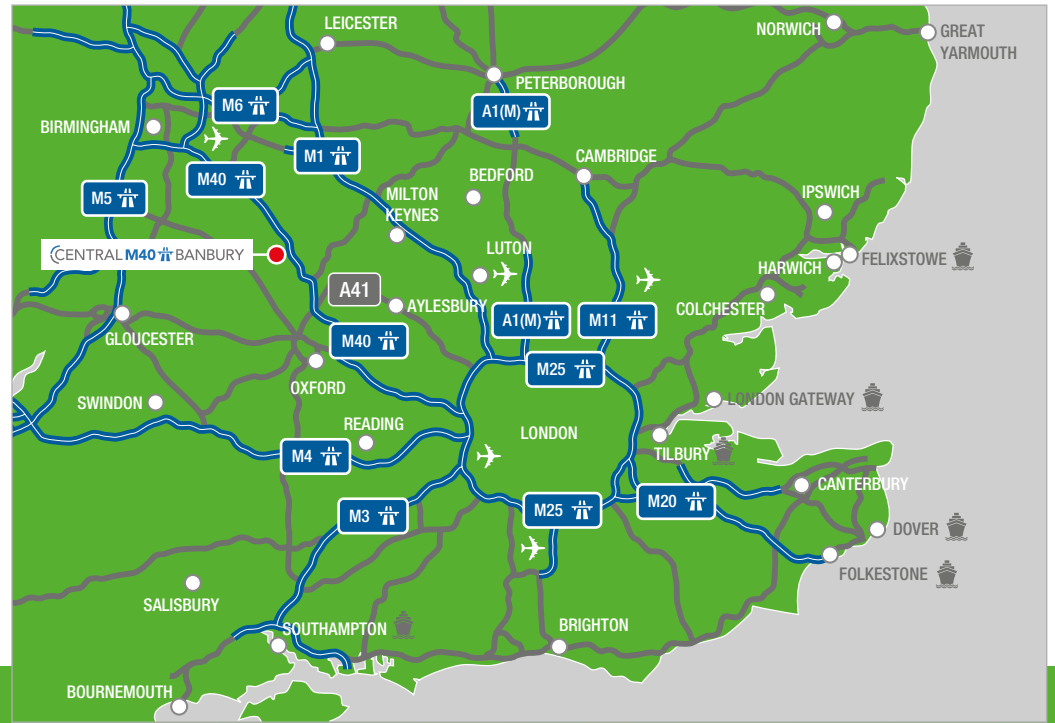 LEICESTER
NORWICH
GREAT
YARMOUTH
PETERBOROUGH
M6
A1(M)
BIRMINGHAM
M1
CAMBRIDGE
M40
BEDFORD
M5
MILTON
KEYNES
IPSWICH
CENTRAL M40 BANBURY
LUTON
FELIXSTOWE
HARWICH
A41
AYLESBURY
COLCHESTER
A1(M)
M11
GLOUCESTER
M40
M25
OXFORD
SWINDON
LONDON GATEWAY
READING
LONDON
M4
TILBURY
CANTERBURY
M3
M25
M20
DOVER
FOLKESTONE
SALISBURY
SOUTHAMPTON
BRIGHTON
BOURNEMOUTH